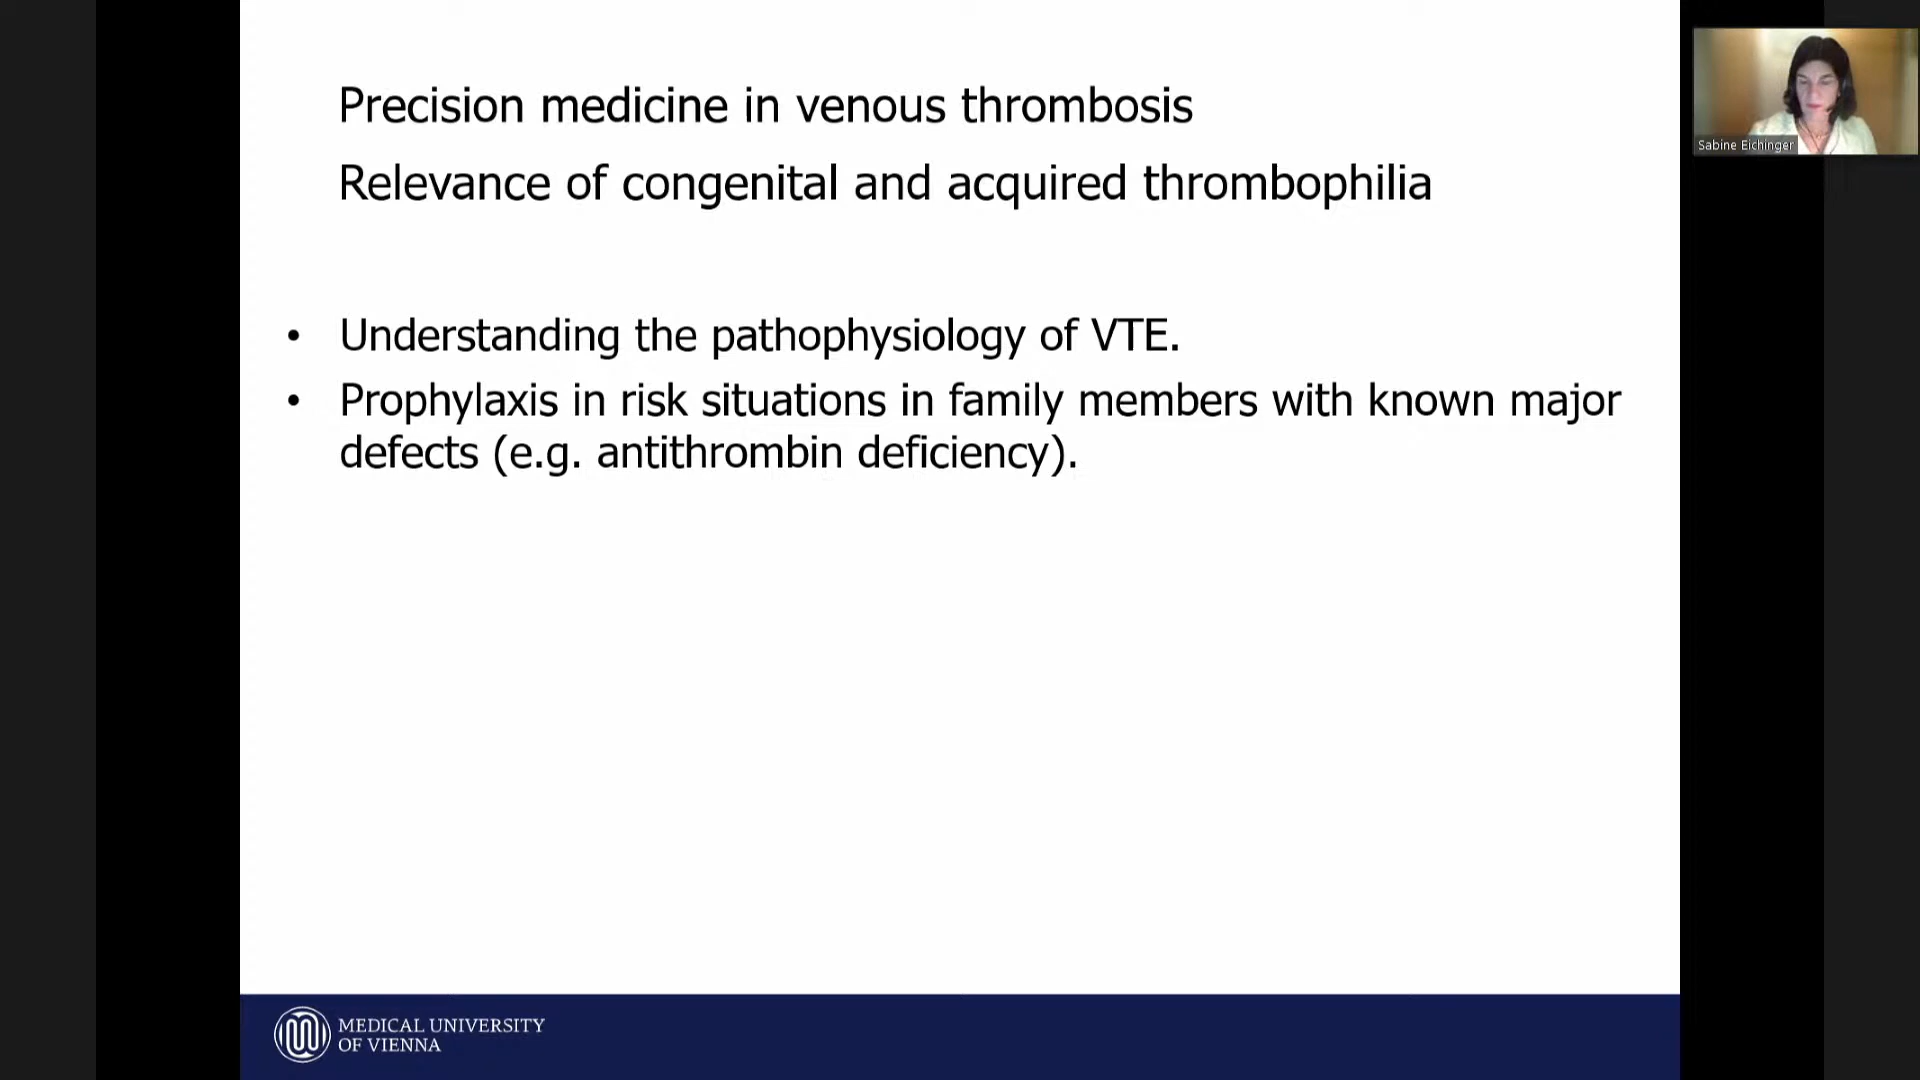 Precision medicine in venous thrombosis
Relevance of congenital and acquired thrombophilia
• Understanding the pathophysiology of VTE.
• Prophylaxis in risk situations in family members with known major
defects (e.g. antithrombin deficiency).
Sabine Eichinger
MEDICAL UNIVERSITY
OF VIENNA